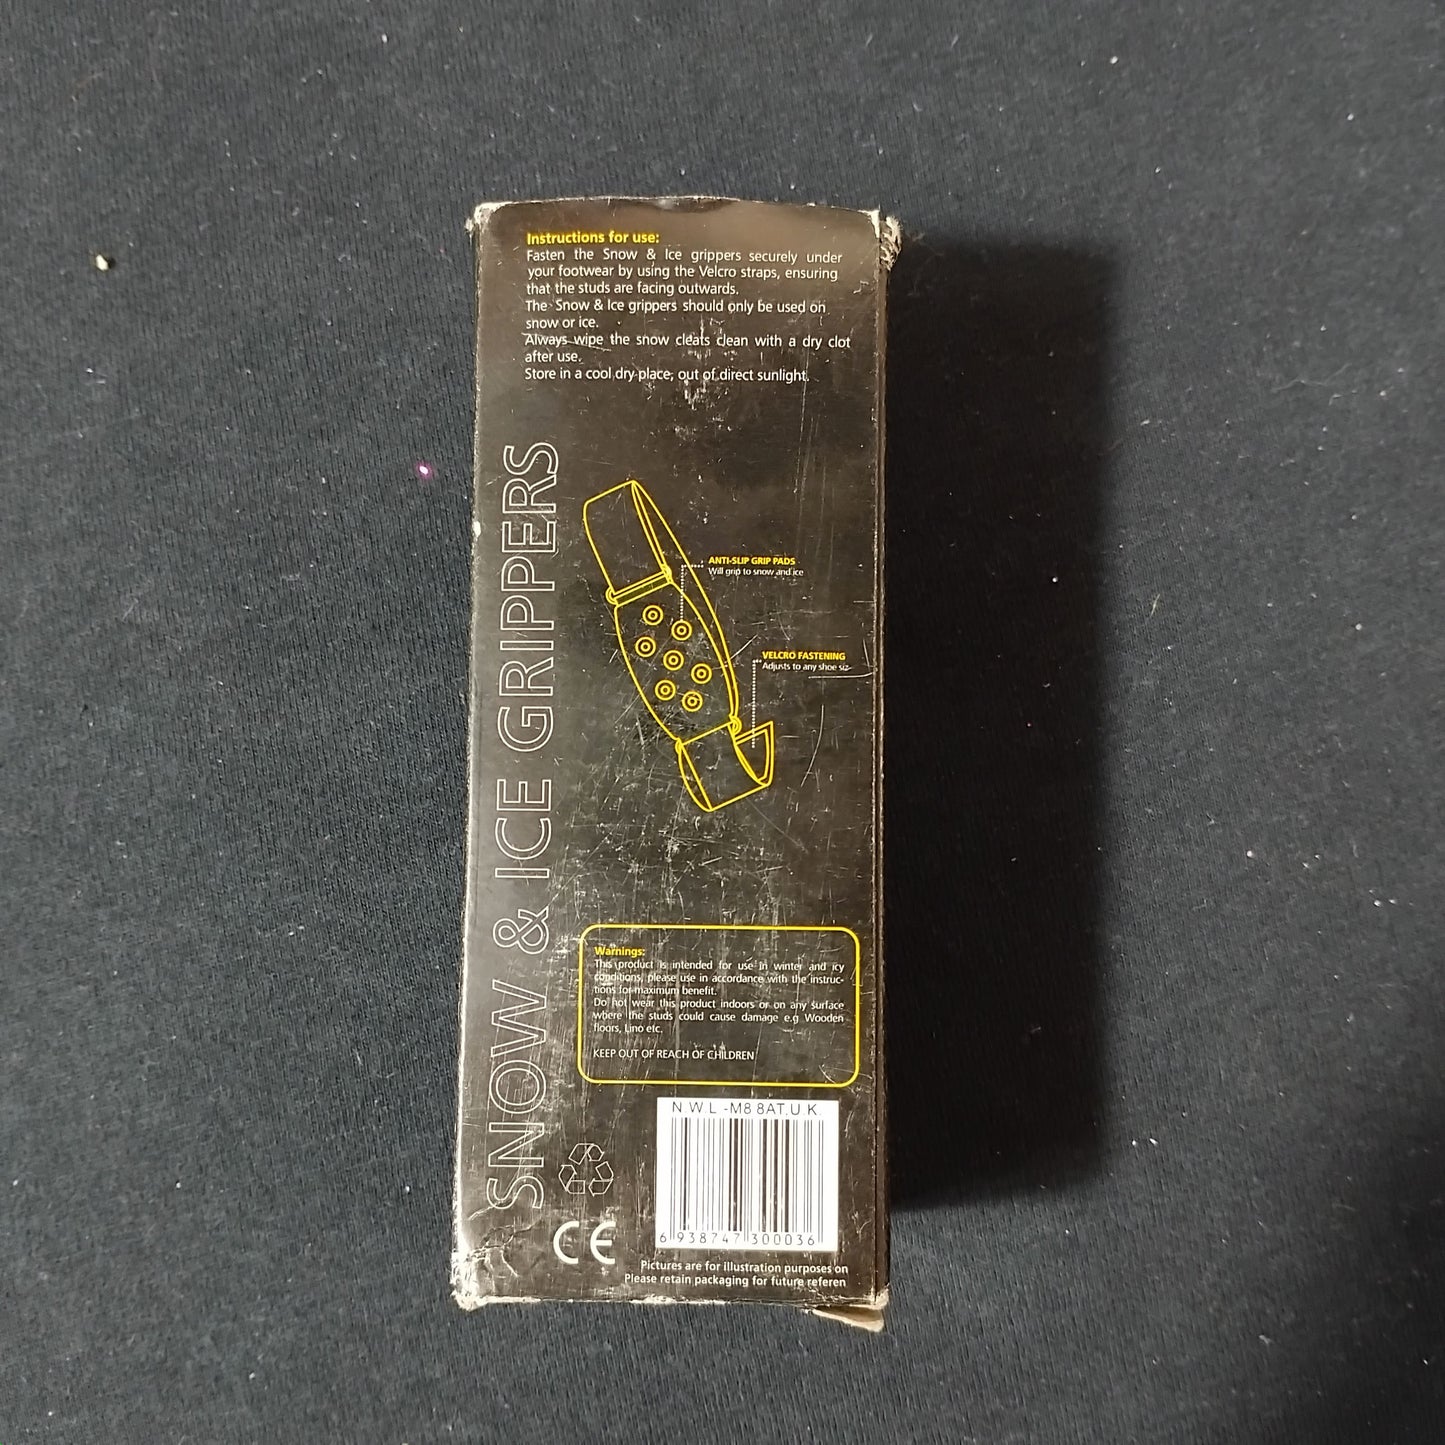 Instructions for use:
Fasten the Snow & Ice grippers securely under
your footwear by using the Velcro straps, ensuring
that the studs are facing outwards.
The Snow & Ice grippers should only be used on
snow or ice.
Always wipe the snow cleats clean with a dry clot
after use.
Store in a cool dry place, out of direct sunlight.
SNOW & ICE GRIPPERS
ANTI-SLIP GRIP PADS
Will grip to snow and ice
VELCRO FASTENING
Adjusts to any shoe siz
Warnings:
This product is intended for use in winter and icy
conditions, please use in accordance with the instruc-
tions for maximum benefit.
Do not wear this product indoors or on any surface
where the studs could cause damage e.g Wooden
floors, Lino etc.
KEEP OUT OF REACH OF CHILDREN
N.W.L -M8 8AT.U.K.
6 938747 300036
CE
Pictures are for illustration purposes on
Please retain packaging for future referen